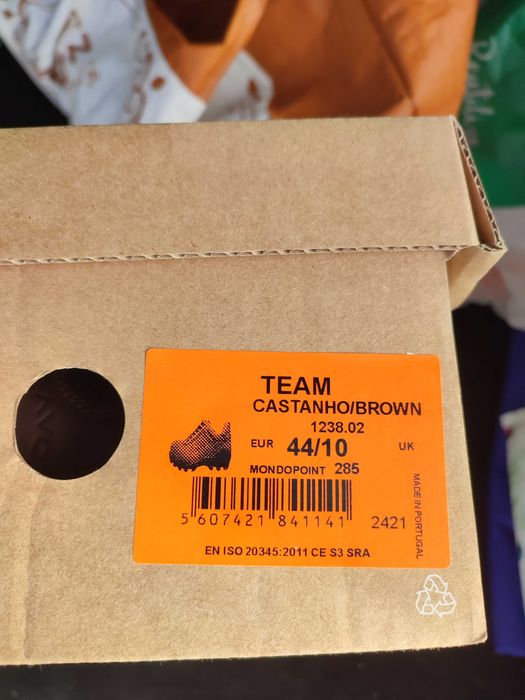 TEAM
CASTANHO/BROWN
1238.02
EUR 44/10 UK
MONDOPOINT 285
5 607421 841141
2421
MADE IN PORTUGAL
EN ISO 20345:2011 CE S3 SRA